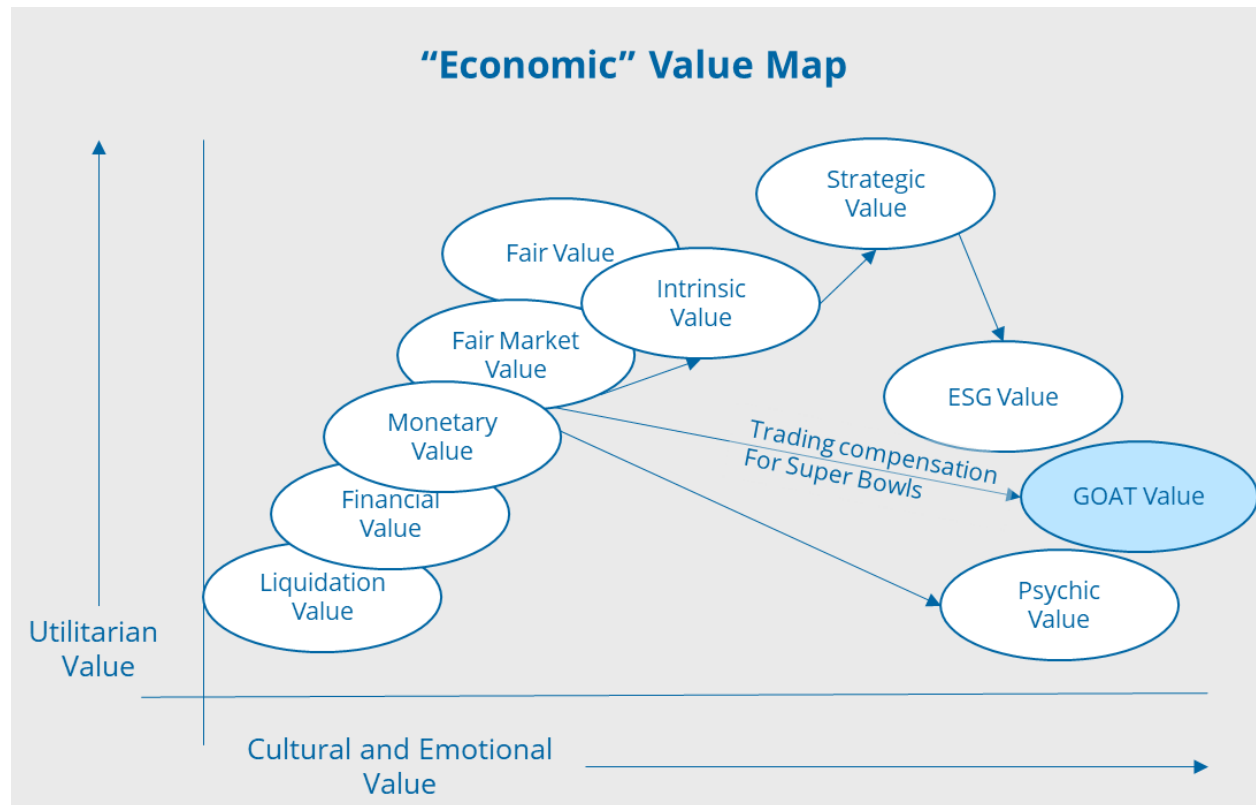 “Economic” Value Map
Strategic
Value
Fair Value
Intrinsic
Value
Fair Market
Value
ESG Value
Monetary
Value
Trading compensation
For Super Bowls
GOAT Value
Financial
Value
Liquidation
Value
Psychic
Value
Utilitarian
Value
Cultural and Emotional
Value